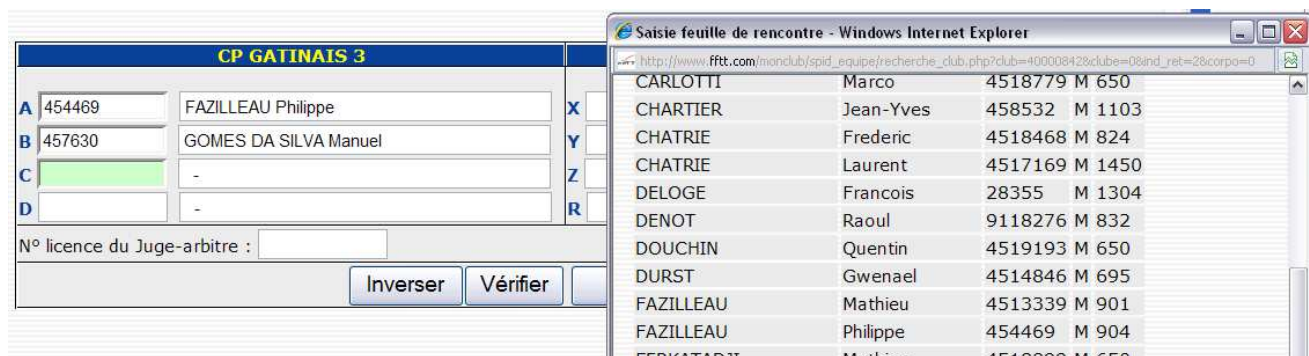 CP GATINAIS 3
A 454469 FAZILLEAU Philippe X
B 457630 GOMES DA SILVA Manuel Y
C - Z
D - R
N° licence du Juge-arbitre :
Inverser Vérifier
Saisie feuille de rencontre - Windows Internet Explorer
http://www.fftt.com/monclub/spid_equipe/recherche_club.php?club=40000842&clube=0&ind_ret=2&corpo=0
CARLOTTI Marco 4518779 M 650
CHARTIER Jean-Yves 458532 M 1103
CHATRIE Frederic 4518468 M 824
CHATRIE Laurent 4517169 M 1450
DELOGE Francois 28355 M 1304
DENOT Raoul 9118276 M 832
DOUCHIN Quentin 4519193 M 650
DURST Gwenael 4514846 M 695
FAZILLEAU Mathieu 4513339 M 901
FAZILLEAU Philippe 454469 M 904